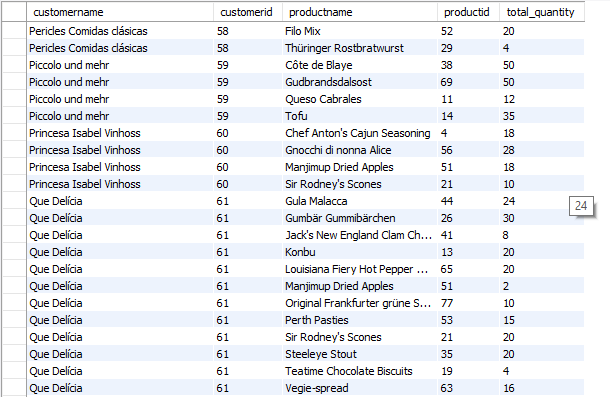 customername customerid productname productid total_quantity
Pericles Comidas clásicas 58 Filo Mix 52 20
Pericles Comidas clásicas 58 Thüringer Rostbratwurst 29 4
Piccolo und mehr 59 Côte de Blaye 38 50
Piccolo und mehr 59 Gudbrandsdalsost 69 50
Piccolo und mehr 59 Queso Cabrales 11 12
Piccolo und mehr 59 Tofu 14 35
Princesa Isabel Vinhoss 60 Chef Anton's Cajun Seasoning 4 18
Princesa Isabel Vinhoss 60 Gnocchi di nonna Alice 56 28
Princesa Isabel Vinhoss 60 Manjimup Dried Apples 51 18
Princesa Isabel Vinhoss 60 Sir Rodney's Scones 21 10
Que Delícia 61 Gula Malacca 44 24 24
Que Delícia 61 Gumbär Gummibärchen 26 30
Que Delícia 61 Jack's New England Clam Ch... 41 8
Que Delícia 61 Konbu 13 20
Que Delícia 61 Louisiana Fiery Hot Pepper ... 65 20
Que Delícia 61 Manjimup Dried Apples 51 2
Que Delícia 61 Original Frankfurter grüne S... 77 10
Que Delícia 61 Perth Pasties 53 15
Que Delícia 61 Sir Rodney's Scones 21 20
Que Delícia 61 Steeleye Stout 35 20
Que Delícia 61 Teatime Chocolate Biscuits 19 4
Que Delícia 61 Vegie-spread 63 16